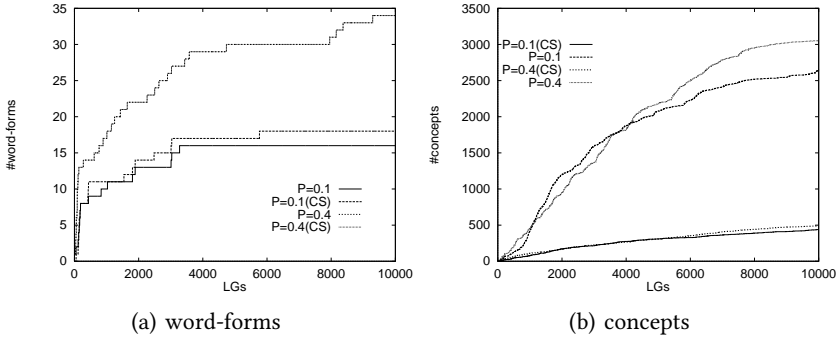 35
30
25
20
15
10
5
0
#word-forms
P=0.1
P=0.1(CS)
P=0.4
P=0.4(CS)
0 2000 4000 6000 8000 10000
LGs
(a) word-forms
3500
3000
2500
2000
1500
1000
500
0
#concepts
P=0.1(CS)
P=0.1
P=0.4(CS)
P=0.4
0 2000 4000 6000 8000 10000
LGs
(b) concepts